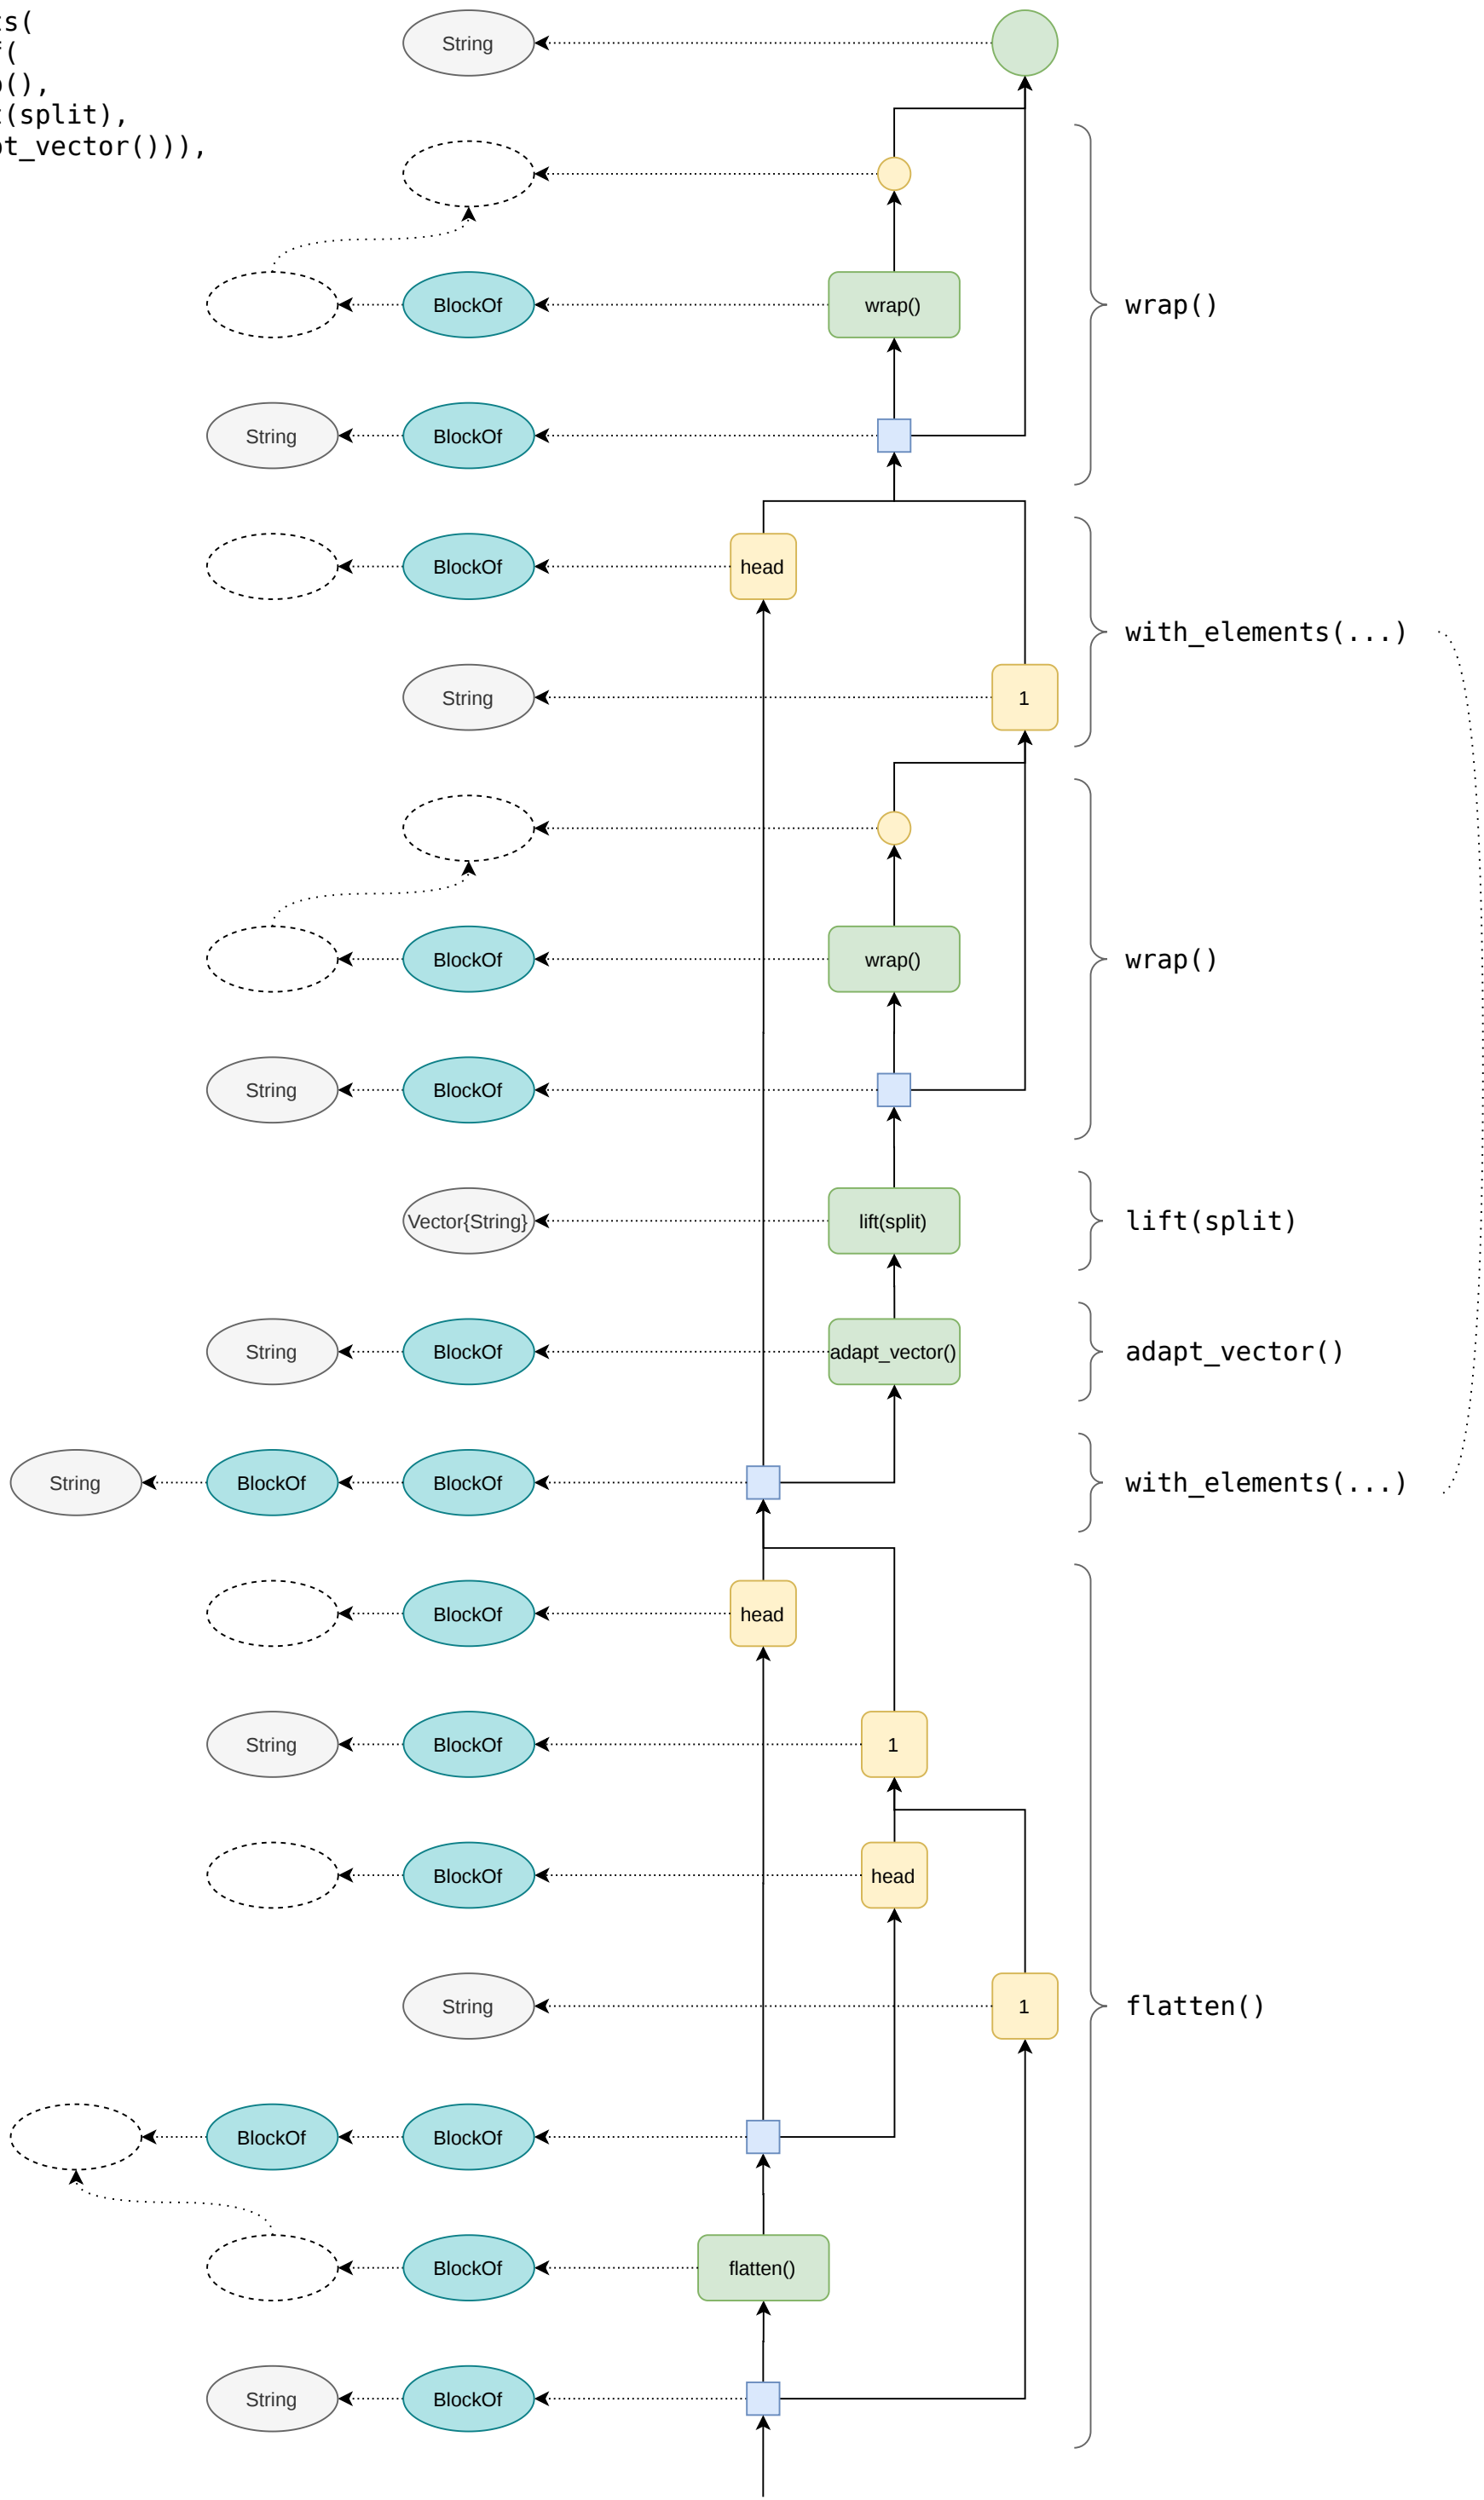 ts(
f(
p(),
t(split),
pt_vector())),
String
BlockOf
wrap()
wrap()
String
BlockOf
BlockOf
head
with_elements(...)
String
1
BlockOf
wrap()
wrap()
String
BlockOf
Vector{String}
lift(split)
lift(split)
String
BlockOf
adapt_vector()
adapt_vector()
String
BlockOf
BlockOf
with_elements(...)
BlockOf
head
String
BlockOf
1
BlockOf
head
String
1
flatten()
BlockOf
BlockOf
BlockOf
flatten()
String
BlockOf